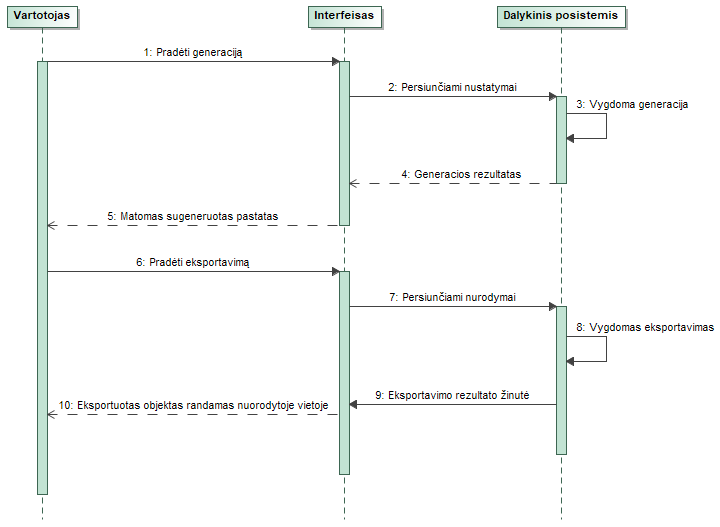 Vartotojas
Interfeisas
Dalykinis posistemis
1: Pradėti generaciją
2: Persiunčiami nustatymai
3: Vygdoma generacija
4: Generacios rezultatas
5: Matomas sugeneruotas pastatas
6: Pradėti eksportavimą
7: Persiunčiami nurodymai
8: Vygdomas eksportavimas
9: Eksportavimo rezultato žinutė
10: Eksportuotas objektas randamas nuorodytoje vietoje